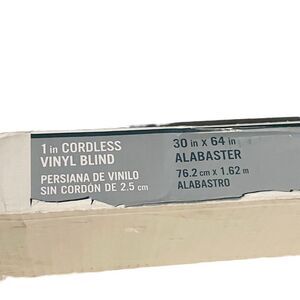 1 in CORDLESS
VINYL BLIND
PERSIANA DE VINILO
SIN CORDÓN DE 2.5 cm
30 in x 64 in
ALABASTER
76.2 cm x 1.62 m
ALABASTRO